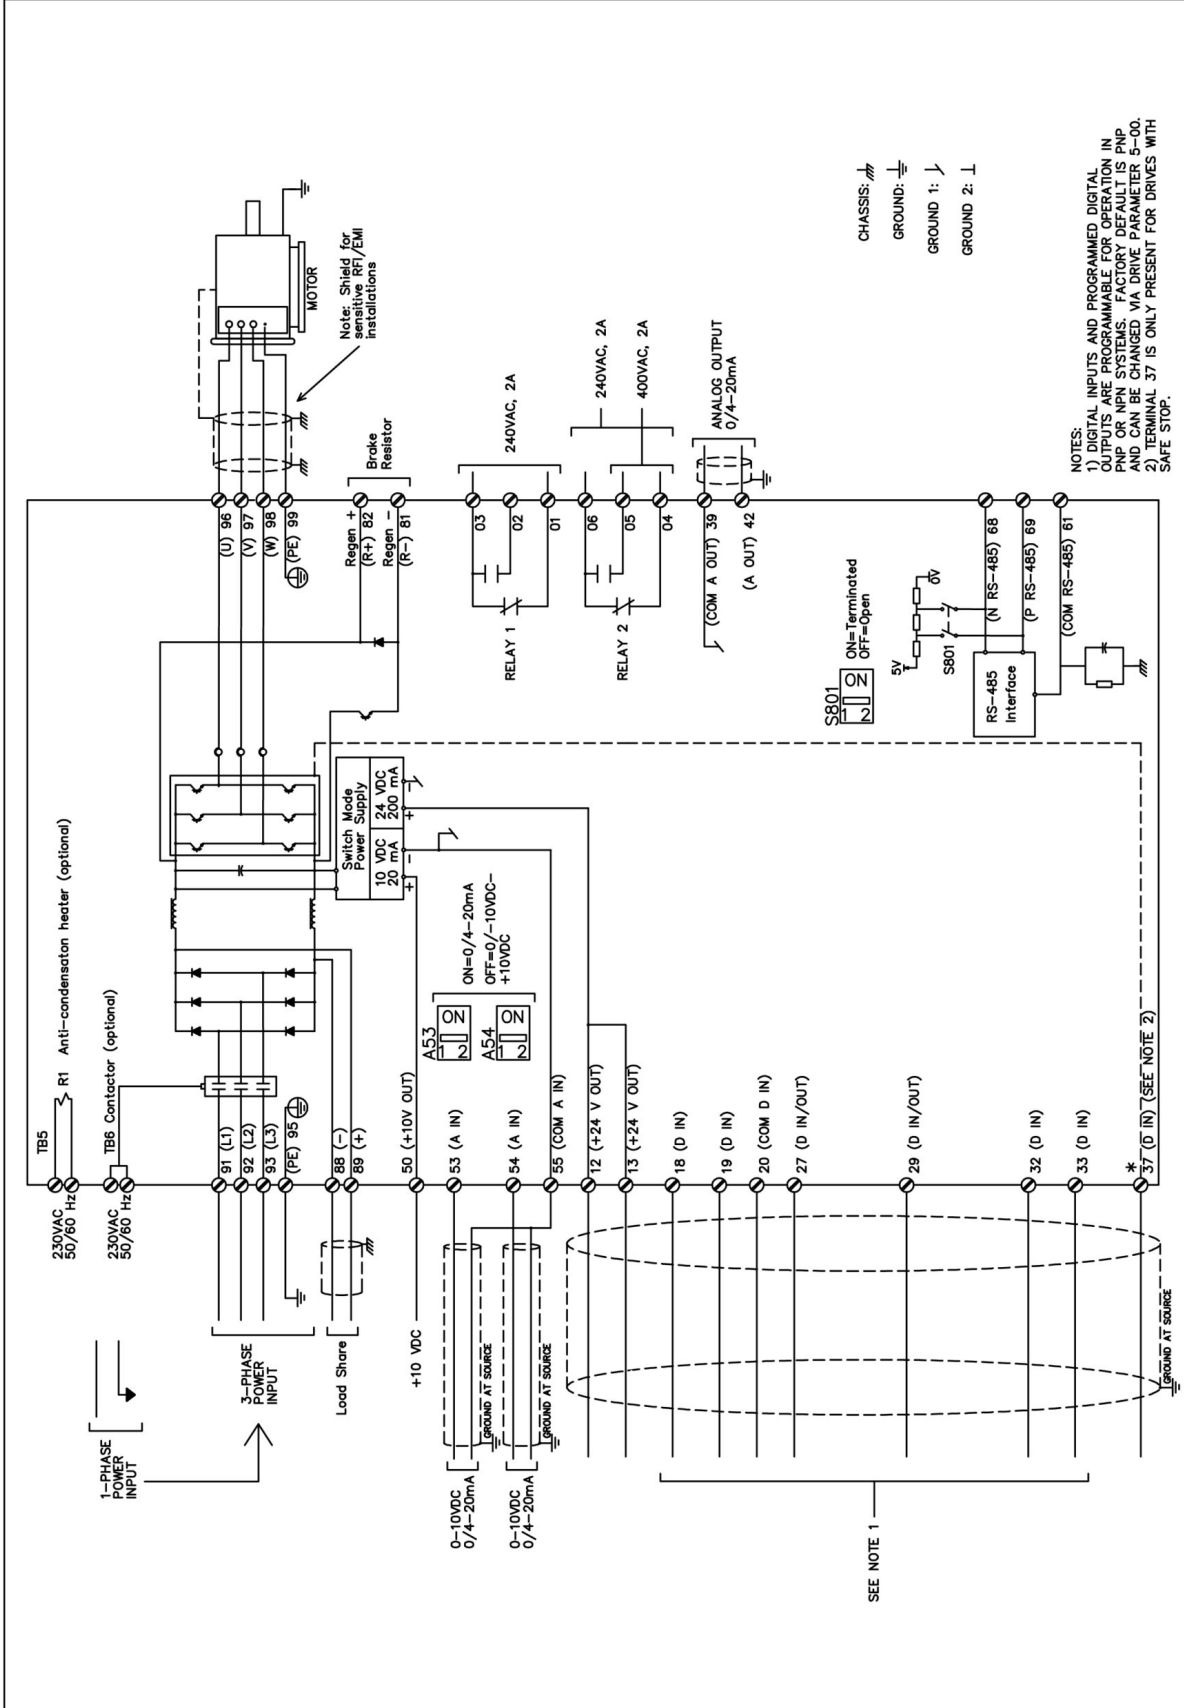 1-PHASE
POWER
INPUT
3-PHASE
POWER
INPUT
Load Share
+10 VDC
0-10VDC
0/4-20mA
0-10VDC
0/4-20mA
SEE NOTE 1
230VAC
50/60 Hz
230VAC
50/60 Hz
GROUND AT SOURCE
GROUND AT SOURCE
GROUND AT SOURCE
TB5
R1 Anti-condensaton heater (optional)
TB6 Contactor (optional)
91 (L1)
92 (L2)
93 (L3)
(PE) 95
88 (-)
89 (+)
50 (+10V OUT)
53 (A IN)
54 (A IN)
55 (COM A IN)
12 (+24 V OUT)
13 (+24 V OUT)
18 (D IN)
19 (D IN)
20 (COM D IN)
27 (D IN/OUT)
29 (D IN/OUT)
32 (D IN)
33 (D IN)
*
37 (D IN) (SEE NOTE 2)
A53
ON
1 2
A54
ON
1 2
ON=0/4-20mA
OFF=0/-10VDC-
+10VDC
Switch Mode
Power Supply
10 VDC
20 mA
24 VDC
200 mA
+ -
+ -
(U) 96
(V) 97
(W) 98
(PE) 99
Regen +
(R+) 82
Regen -
(R-) 81
Brake
Resistor
MOTOR
Note: Shield for
sensitive RFI/EMI
installations
RELAY 1
03
02
01
240VAC, 2A
RELAY 2
06
05
04
240VAC, 2A
400VAC, 2A
(COM A OUT) 39
(A OUT) 42
ANALOG OUTPUT
0/4-20mA
S801
ON
1 2
ON=Terminated
OFF=Open
5V
S801
0V
RS-485
Interface
(N RS-485) 68
(P RS-485) 69
(COM RS-485) 61
CHASSIS:
GROUND:
GROUND 1:
GROUND 2:
NOTES:
1) DIGITAL INPUTS AND PROGRAMMED DIGITAL
OUTPUTS ARE PROGRAMMABLE FOR OPERATION IN
PNP OR NPN SYSTEMS. FACTORY DEFAULT IS PNP
AND CAN BE CHANGED VIA DRIVE PARAMETER 5-00.
2) TERMINAL 37 IS ONLY PRESENT FOR DRIVES WITH
SAFE STOP.